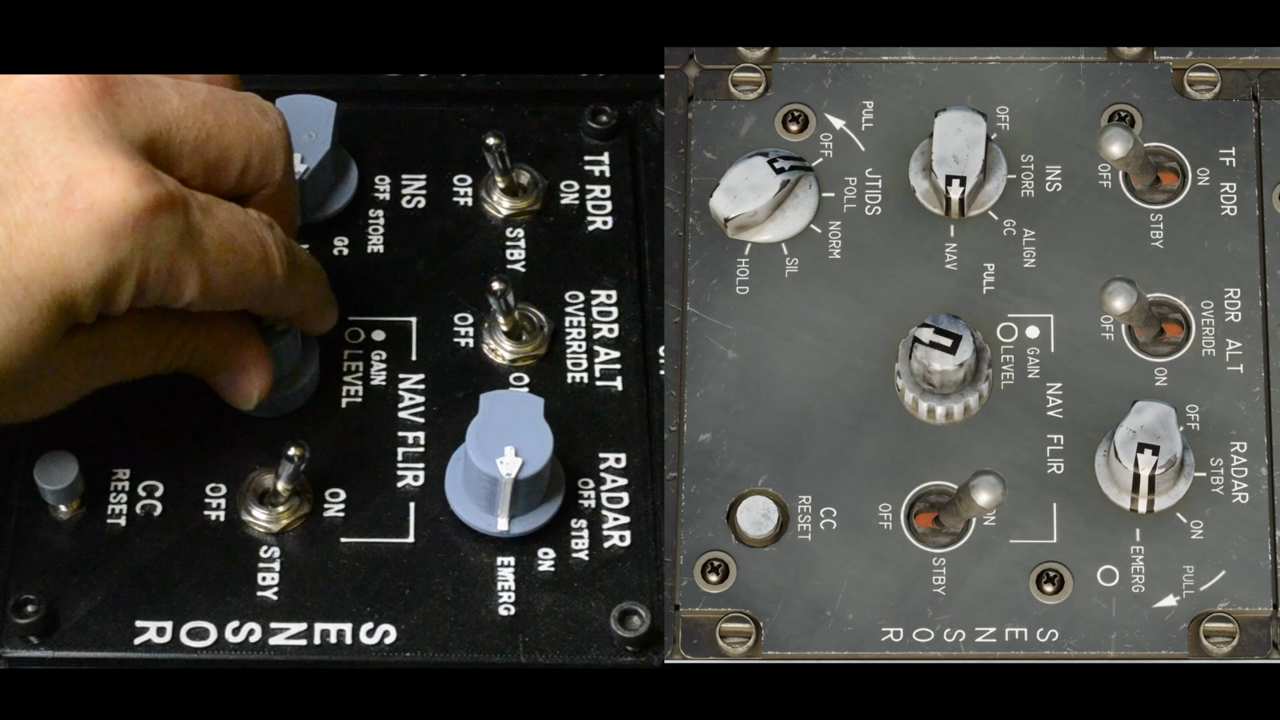 TF RDR
ON
STBY
OFF
INS
OFF STORE
GC
RDR ALT
OVERRIDE
OFF
NAV FLIR
GAIN
LEVEL
ON
STBY
OFF
RADAR
OFF
STBY
ON
EMERG
CC
RESET
SENSOR
PULL
JTIDS
OFF
POLL
NORM
SIL
HOLD
INS
OFF
STORE
GC ALIGN
NAV
TF RDR
ON
STBY
OFF
PULL
GAIN
LEVEL
NAV FLIR
RDR ALT
OVERIDE
ON
OFF
ON
STBY
OFF
RADAR
OFF
STBY
ON
EMERG
PULL
CC
RESET
SENSOR